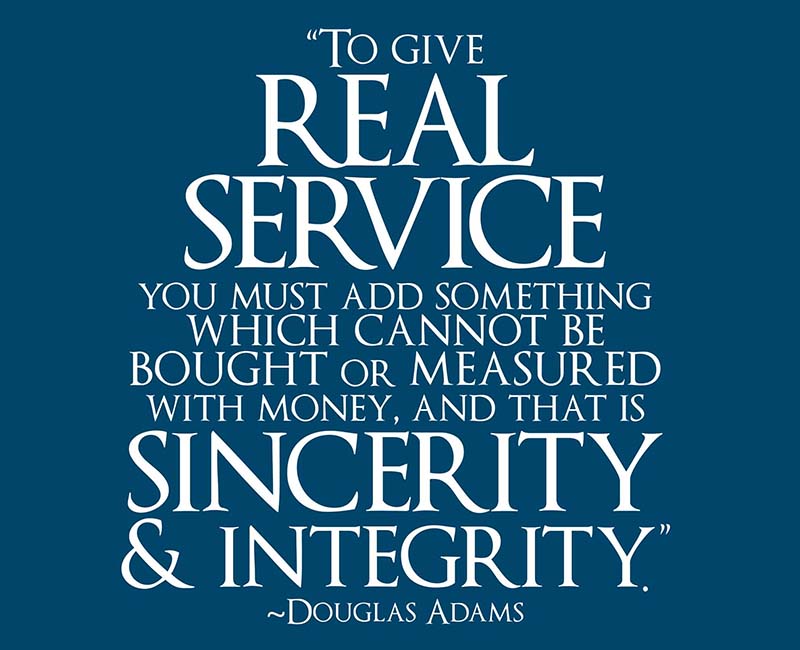 “To give
REAL
SERVICE
YOU MUST ADD SOMETHING
WHICH CANNOT BE
BOUGHT OR MEASURED
WITH MONEY, AND THAT IS
SINCERITY
& INTEGRITY.”
~DOUGLAS ADAMS